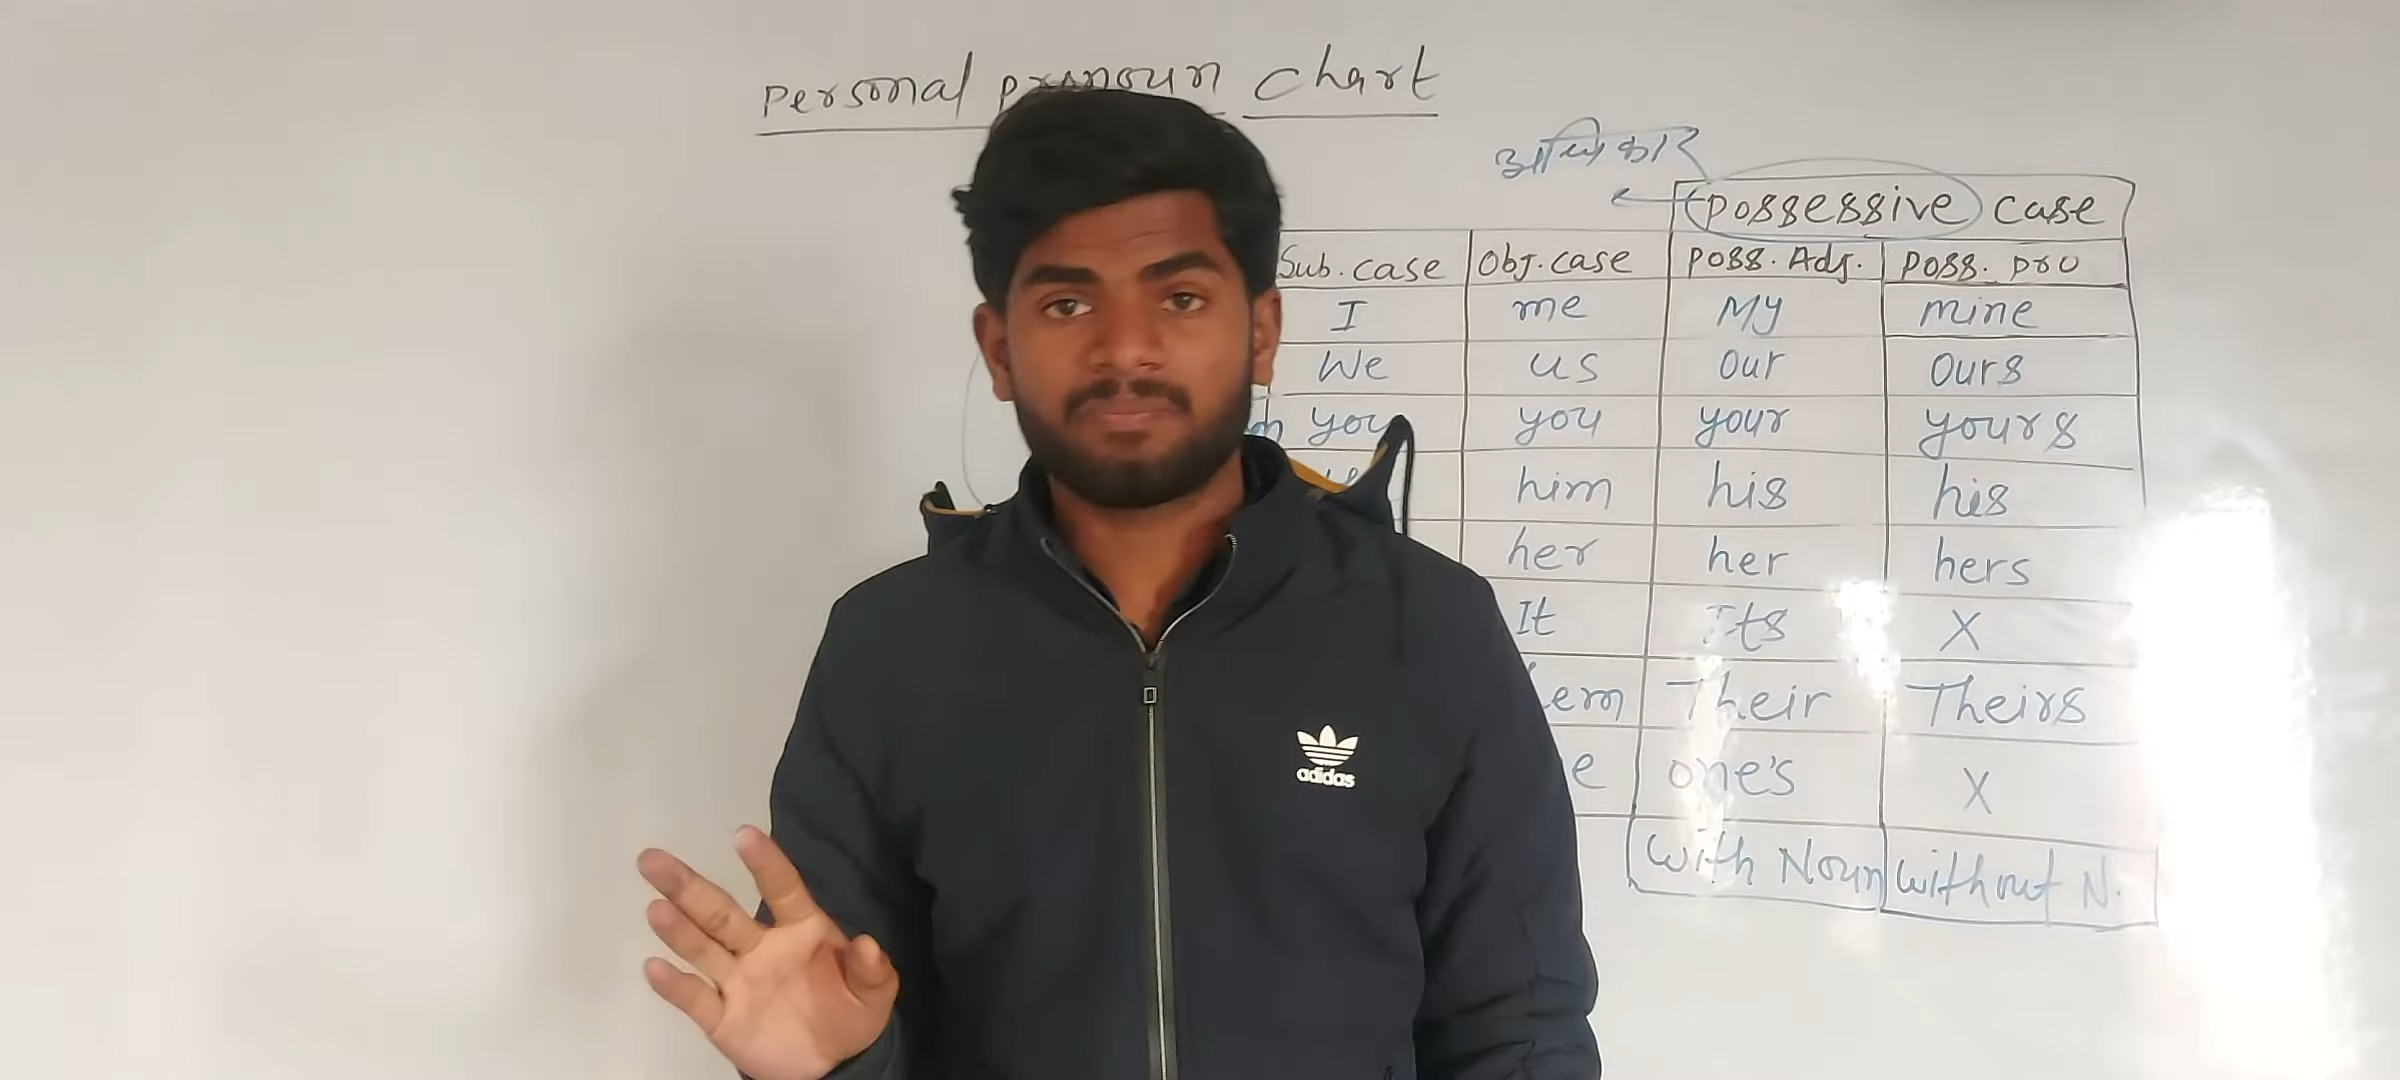 Personal pronoun chart
अधिकार
Possessive case
Sub. case Obj. case Poss. Adj. Poss. pro
I me My mine
We us our ours
you you your yours
him his his
her her hers
It Its X
Their Theirs
one's X
With Noun without N.
adidas